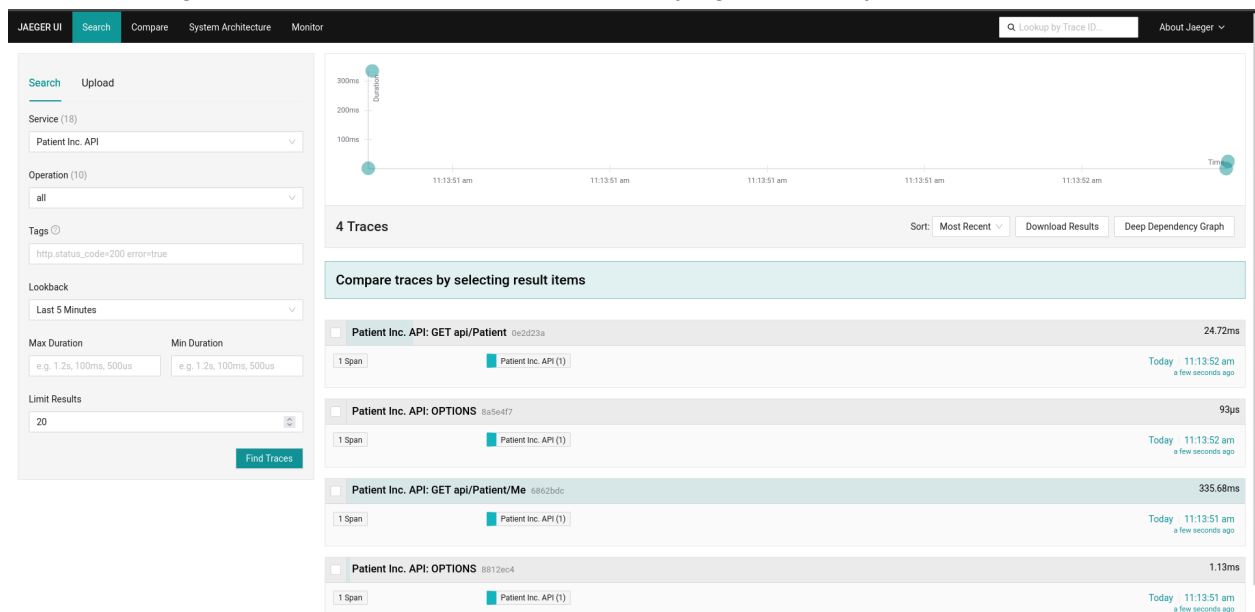 JAEGER UI Search Compare System Architecture Monitor Lookup by Trace ID... About Jaeger
Search Upload
Service (18)
Patient Inc. API
Operation (10)
all
Tags
http.status_code=200 error=true
Lookback
Last 5 Minutes
Max Duration Min Duration
e.g. 1.2s, 100ms, 500us e.g. 1.2s, 100ms, 500us
Limit Results
20
Find Traces
Duration
300ms
200ms
100ms
Time
11:13:51 am 11:13:51 am 11:13:51 am 11:13:51 am 11:13:52 am
4 Traces Sort: Most Recent Download Results Deep Dependency Graph
Compare traces by selecting result items
Patient Inc. API: GET api/Patient 0e2d23a 24.72ms
1 Span Patient Inc. API (1) Today 11:13:52 am
a few seconds ago
Patient Inc. API: OPTIONS 8a5e4f7 93μs
1 Span Patient Inc. API (1) Today 11:13:52 am
a few seconds ago
Patient Inc. API: GET api/Patient/Me 6862bdc 335.68ms
1 Span Patient Inc. API (1) Today 11:13:51 am
a few seconds ago
Patient Inc. API: OPTIONS 8812ec4 1.13ms
1 Span Patient Inc. API (1) Today 11:13:51 am
a few seconds ago